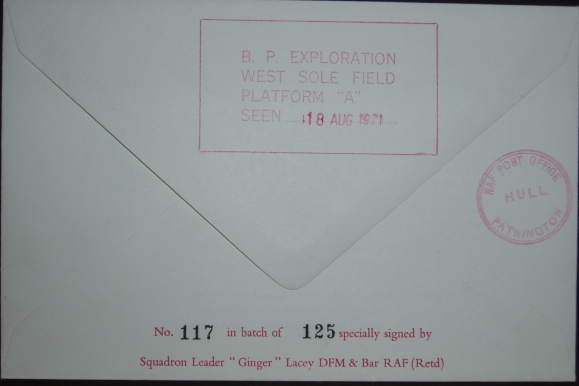 B. P. EXPLORATION
WEST SOLE FIELD
PLATFORM "A"
SEEN 18 AUG 1971
RAF POST OFFICE
HULL
PATRINGTON
No. 117 in batch of 125 specially signed by
Squadron Leader "Ginger" Lacey DFM & Bar RAF (Retd)